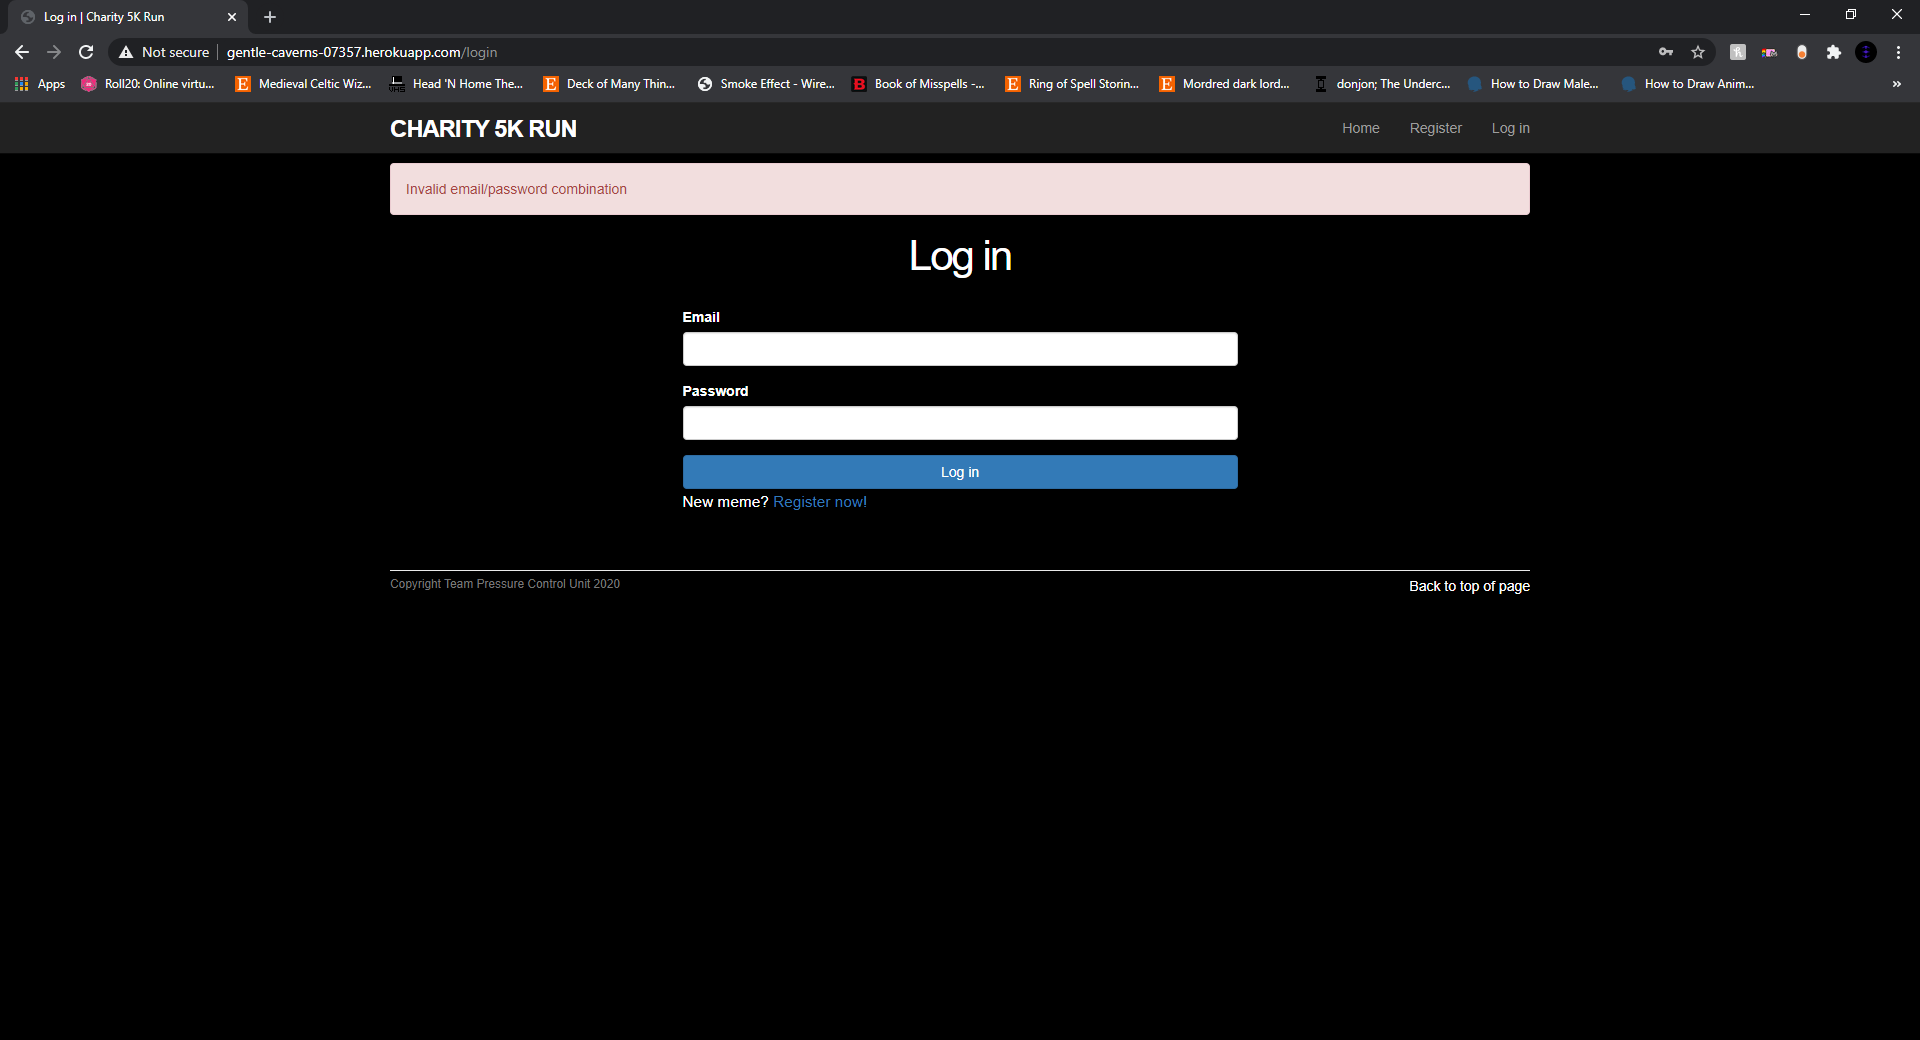 Log in | Charity 5K Run
Not secure gentle-caverns-07357.herokuapp.com/login
Apps Roll20: Online virtu... Medieval Celtic Wiz... Head 'N Home The... Deck of Many Thin... Smoke Effect - Wire... Book of Misspells -... Ring of Spell Storin... Mordred dark lord... donjon; The Underc... How to Draw Male... How to Draw Anim...
CHARITY 5K RUN Home Register Log in
Invalid email/password combination
Log in
Email
Password
Log in
New meme? Register now!
Copyright Team Pressure Control Unit 2020 Back to top of page